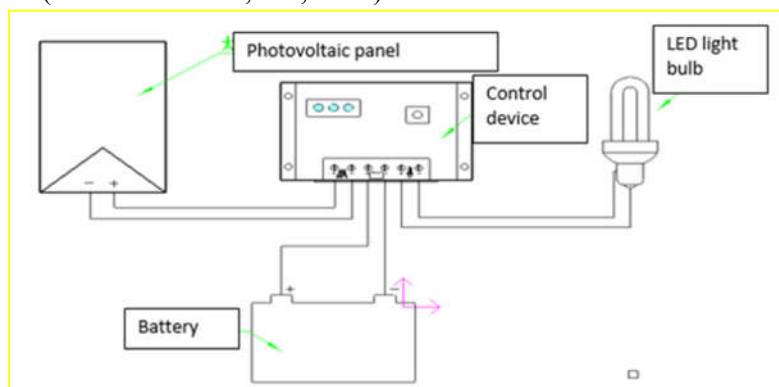 Photovoltaic panel
LED light
bulb
Control
device
- +
+ -
Battery